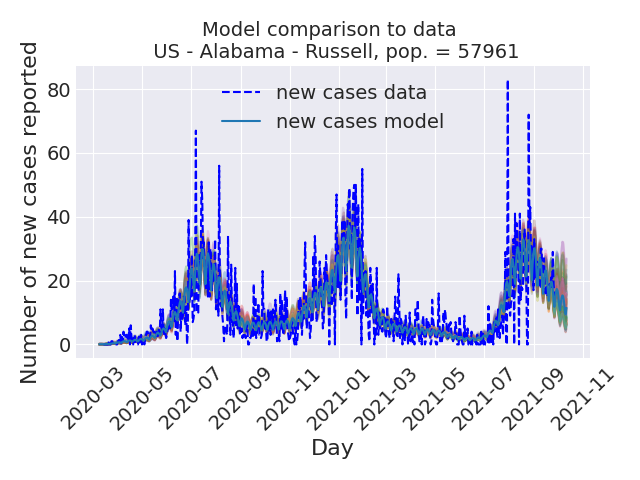 Model comparison to data
US - Alabama - Russell, pop. = 57961
Number of new cases reported
80
60
40
20
0
new cases data
new cases model
2020-03
2020-05
2020-07
2020-09
2020-11
2021-01
2021-03
2021-05
2021-07
2021-09
2021-11
Day